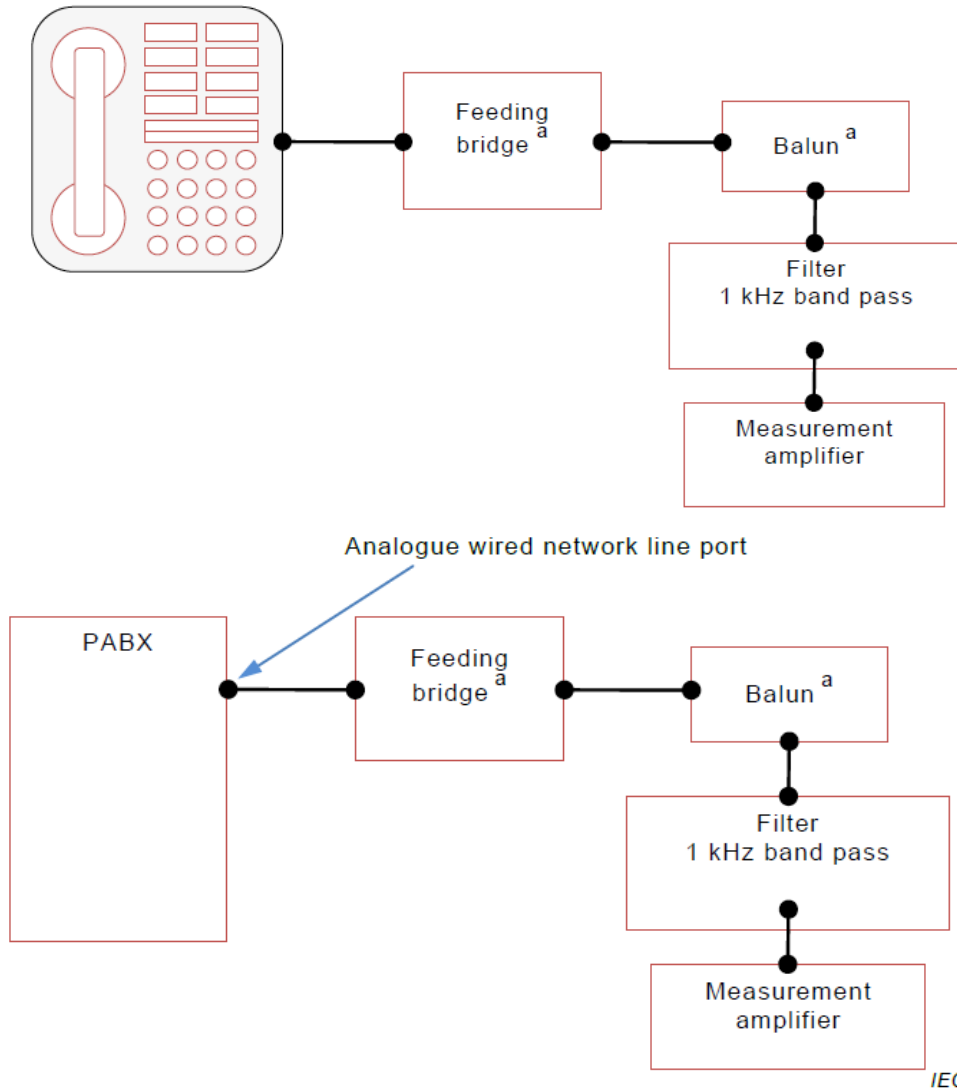 Feeding
bridge a
Balun a
Filter
1 kHz band pass
Measurement
amplifier
Analogue wired network line port
PABX
Feeding
bridge a
Balun a
Filter
1 kHz band pass
Measurement
amplifier